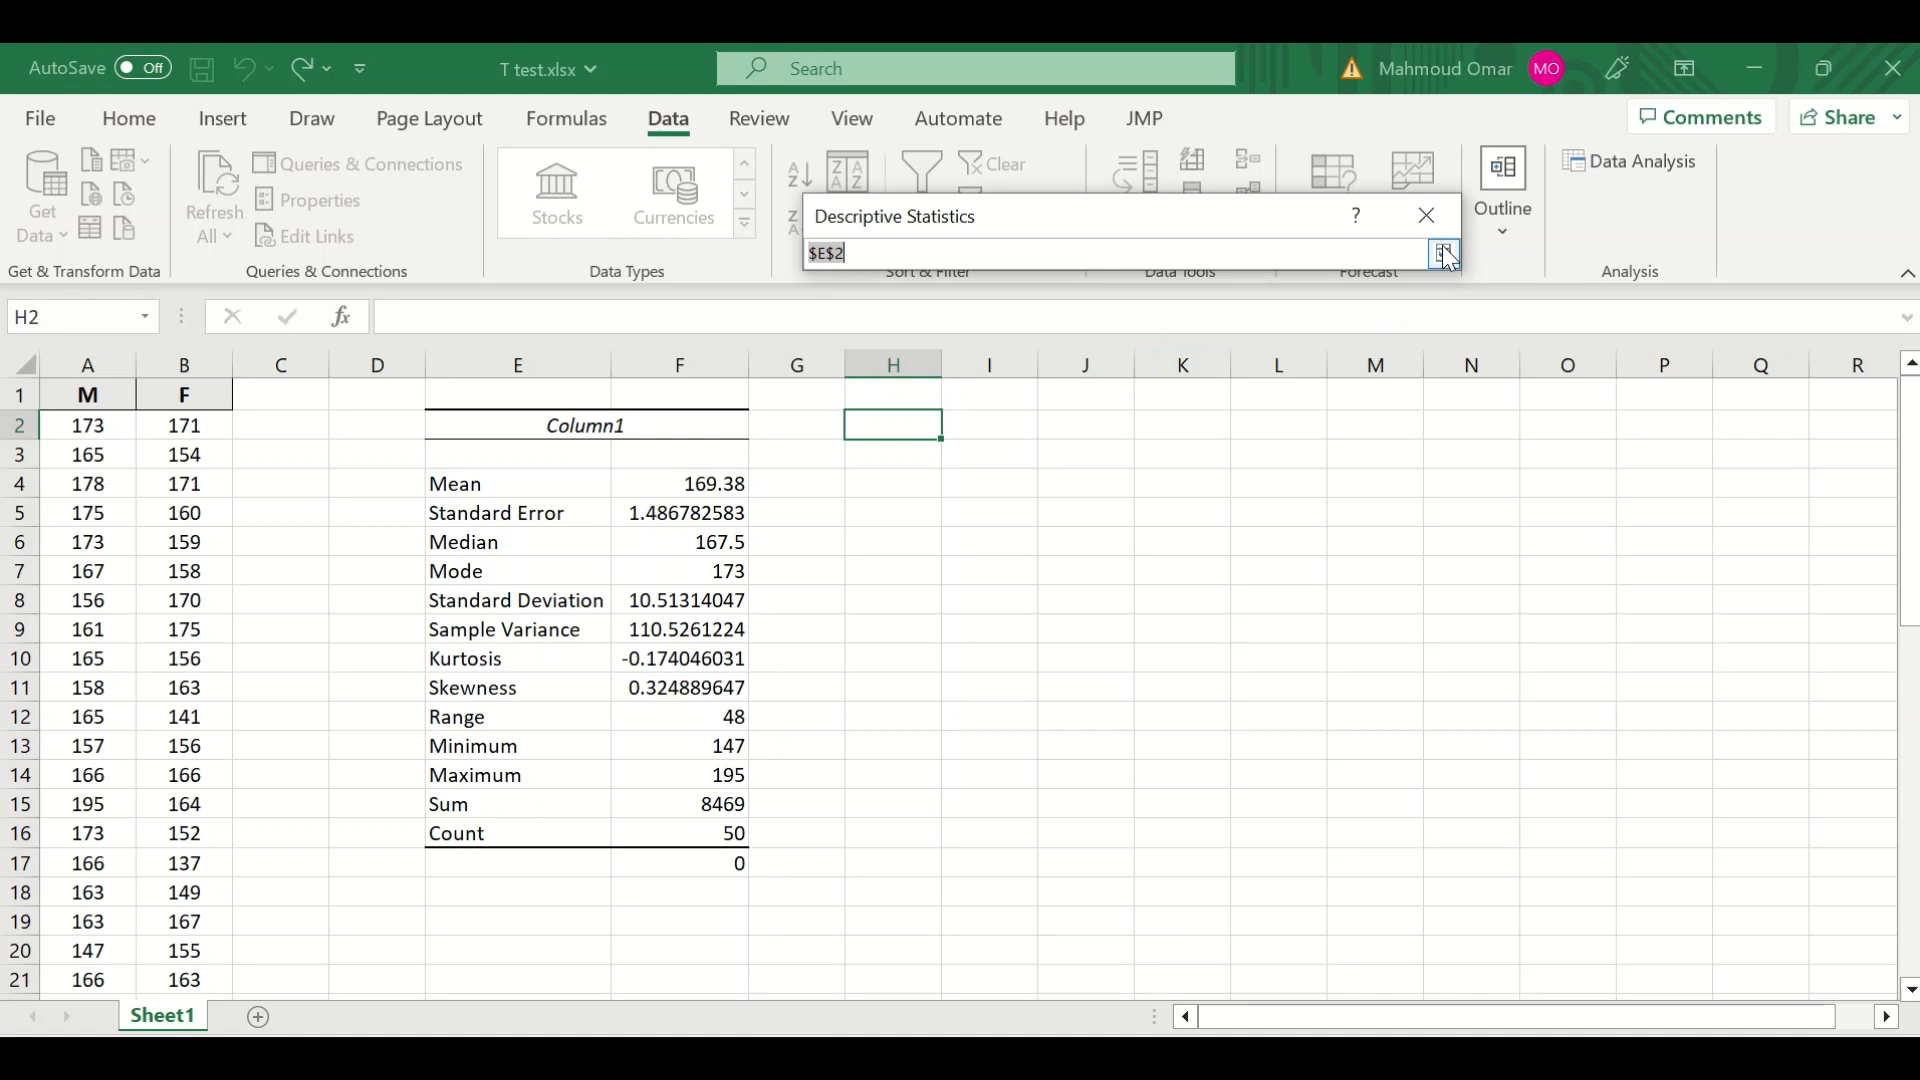 AutoSave Off T test.xlsx Search Mahmoud Omar MO
File Home Insert Draw Page Layout Formulas Data Review View Automate Help JMP Comments Share
Get Data
Refresh All
Queries & Connections
Properties
Edit Links
Stocks
Currencies
Clear
Outline
Data Analysis
Get & Transform Data Queries & Connections Data Types Sort & Filter Data Tools Forecast Analysis
Descriptive Statistics ?
$E$2
H2 fx
A B C D E F G H I J K L M N O P Q R
1 M F
2 173 171 Column1
3 165 154
4 178 171 Mean 169.38
5 175 160 Standard Error 1.486782583
6 173 159 Median 167.5
7 167 158 Mode 173
8 156 170 Standard Deviation 10.51314047
9 161 175 Sample Variance 110.5261224
10 165 156 Kurtosis -0.174046031
11 158 163 Skewness 0.324889647
12 165 141 Range 48
13 157 156 Minimum 147
14 166 166 Maximum 195
15 195 164 Sum 8469
16 173 152 Count 50
17 166 137 0
18 163 149
19 163 167
20 147 155
21 166 163
Sheet1